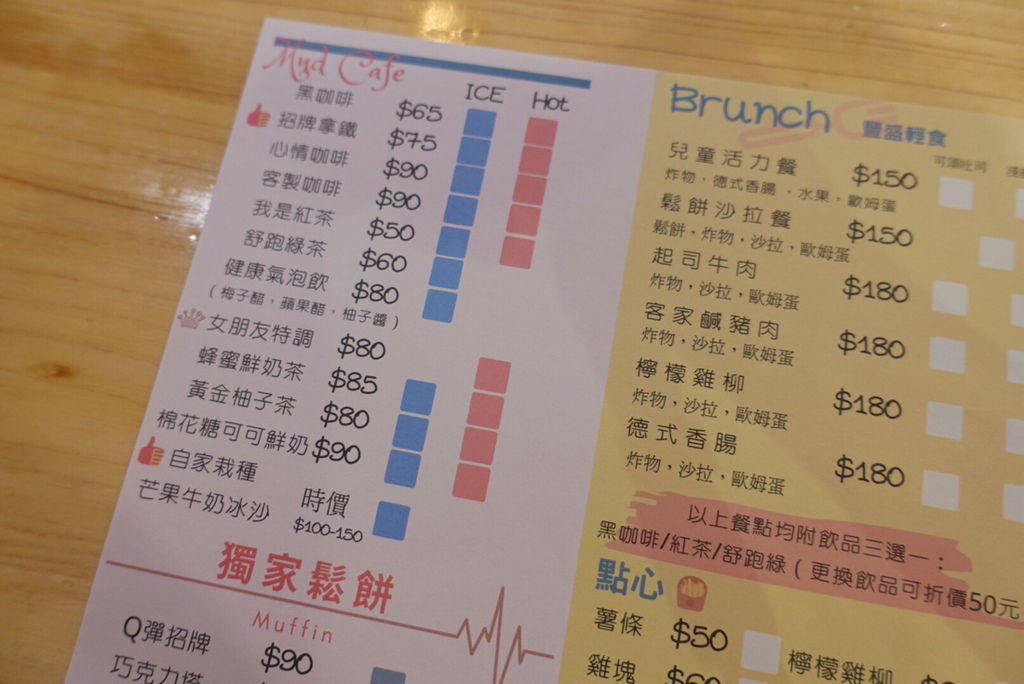 Myd Cafe
ICE Hot
黑咖啡 $65
招牌拿鐵 $75
心情咖啡 $90
客製咖啡 $90
我是紅茶 $50
舒跑綠茶 $60
健康氣泡飲 $80
(梅子醋,蘋果醋,柚子醬)
女朋友特調 $80
蜂蜜鮮奶茶 $85
黃金柚子茶 $80
棉花糖可可鮮奶 $90
自家栽種
芒果牛奶冰沙 時價
$100-150
獨家鬆餅
Muffin
Q彈招牌 $90
巧克力塔
Brunch 豐盛輕食
可頌吐司
兒童活力餐 $150
炸物,德式香腸,水果,歐姆蛋
鬆餅沙拉餐 $150
鬆餅,炸物,沙拉,歐姆蛋
起司牛肉 $180
炸物,沙拉,歐姆蛋
客家鹹豬肉 $180
炸物,沙拉,歐姆蛋
檸檬雞柳 $180
炸物,沙拉,歐姆蛋
德式香腸 $180
炸物,沙拉,歐姆蛋
以上餐點均附飲品三選一:
黑咖啡/紅茶/舒跑綠(更換飲品可折價50元
點心
薯條 $50
雞塊 $60
檸檬雞柳